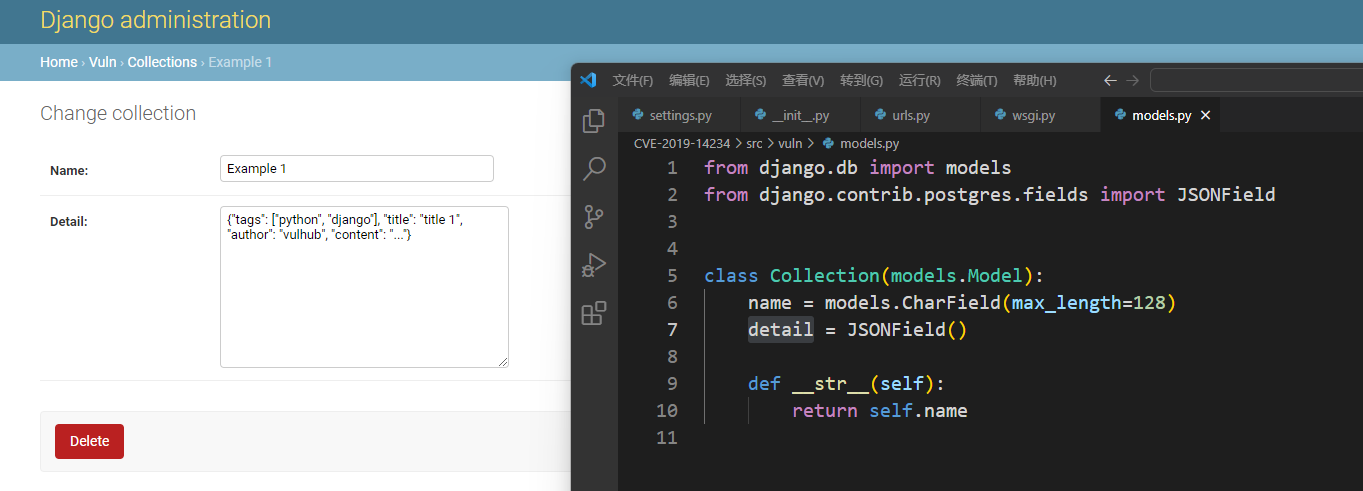 Django administration
Home › Vuln › Collections › Example 1
Change collection
Name:
Example 1
Detail:
{"tags": ["python", "django"], "title": "title 1",
"author": "vulhub", "content": "..."}
Delete
文件(F) 编辑(E) 选择(S) 查看(V) 转到(G) 运行(R) 终端(T) 帮助(H)
settings.py __init__.py urls.py wsgi.py models.py
CVE-2019-14234 > src > vuln > models.py
1 from django.db import models
2 from django.contrib.postgres.fields import JSONField
3
4
5 class Collection(models.Model):
6 name = models.CharField(max_length=128)
7 detail = JSONField()
8
9 def __str__(self):
10 return self.name
11